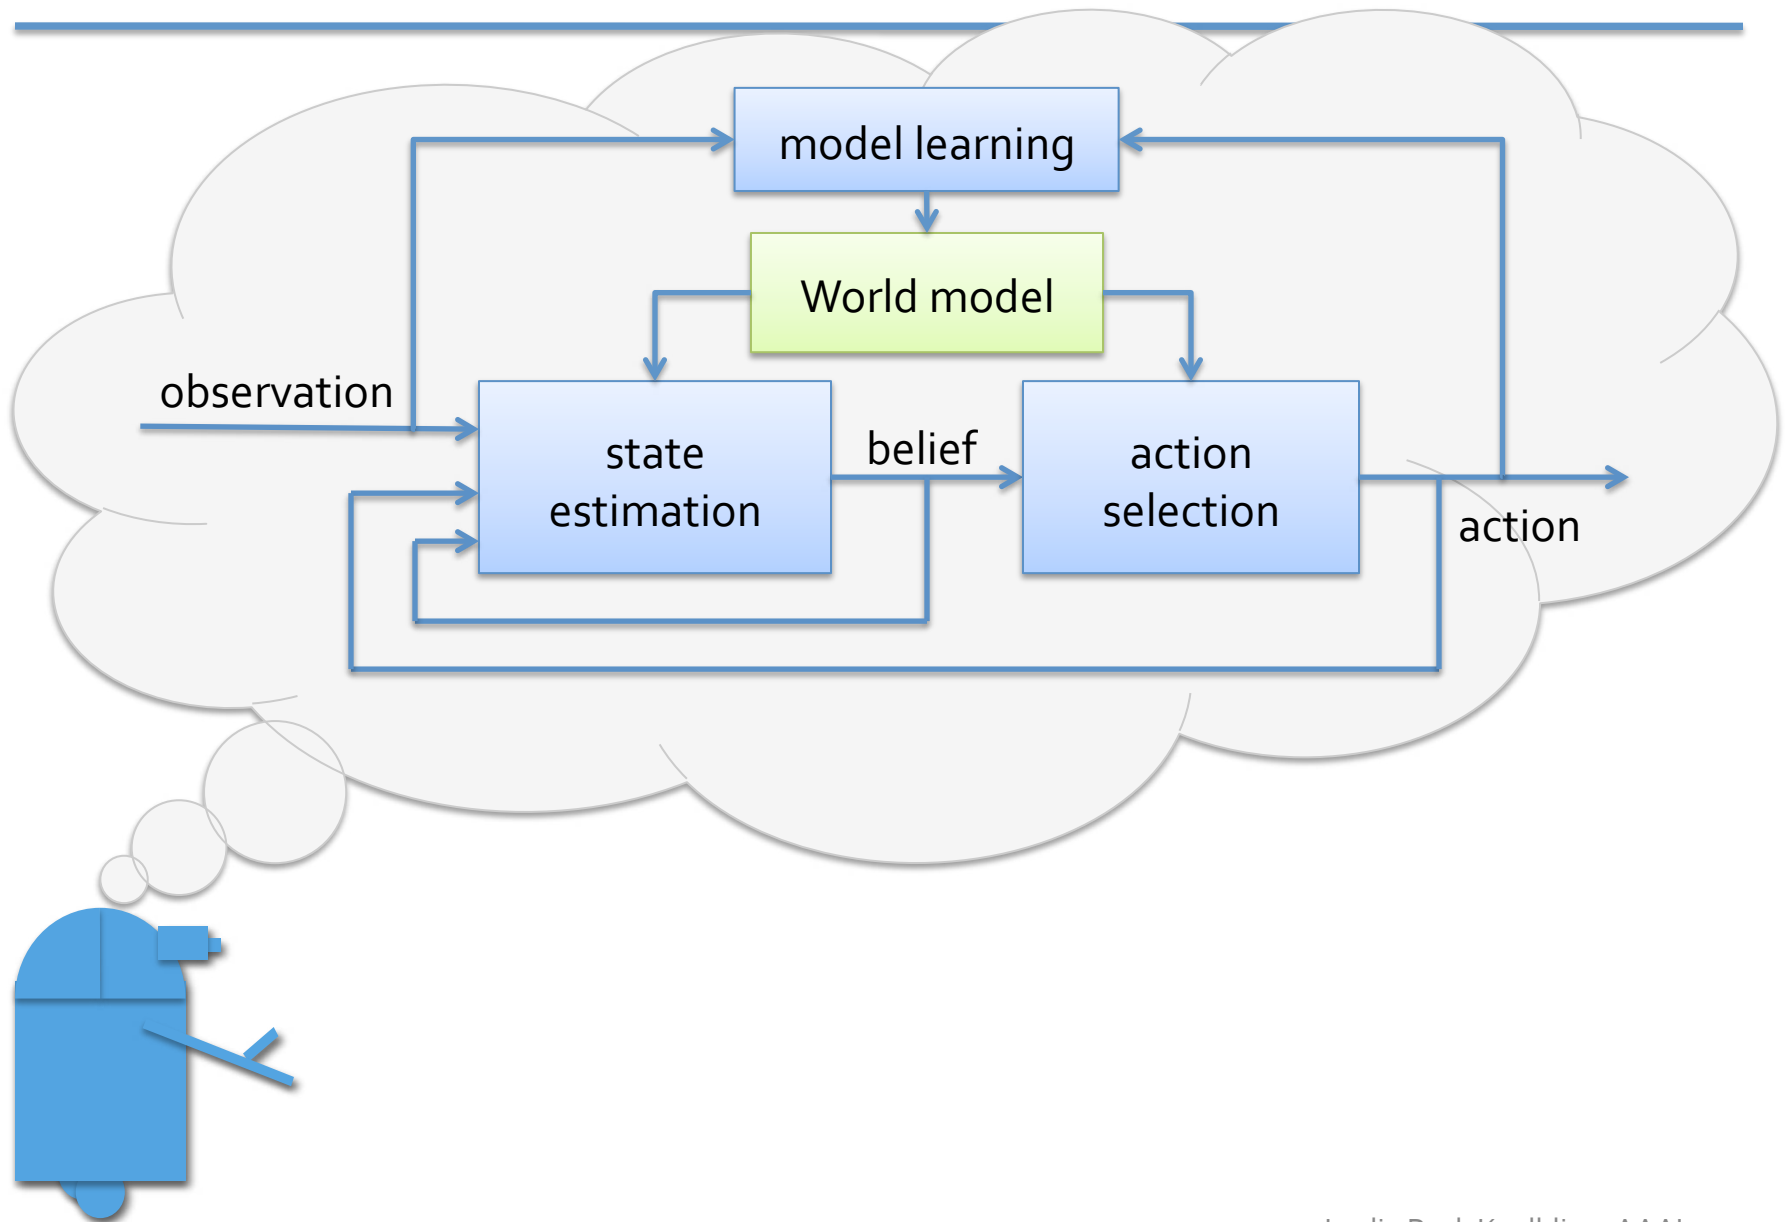 model learning
World model
observation
state
estimation
belief
action
selection
action